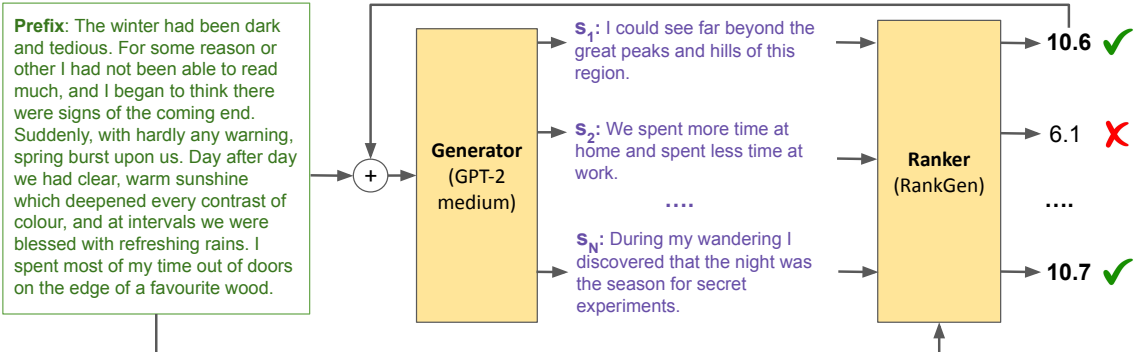 Prefix: The winter had been dark
and tedious. For some reason or
other I had not been able to read
much, and I began to think there
were signs of the coming end.
Suddenly, with hardly any warning,
spring burst upon us. Day after day
we had clear, warm sunshine
which deepened every contrast of
colour, and at intervals we were
blessed with refreshing rains. I
spent most of my time out of doors
on the edge of a favourite wood.
+
Generator
(GPT-2
medium)
s1: I could see far beyond the
great peaks and hills of this
region.
s2: We spent more time at
home and spent less time at
work.
....
sN: During my wandering I
discovered that the night was
the season for secret
experiments.
Ranker
(RankGen)
10.6
6.1
....
10.7